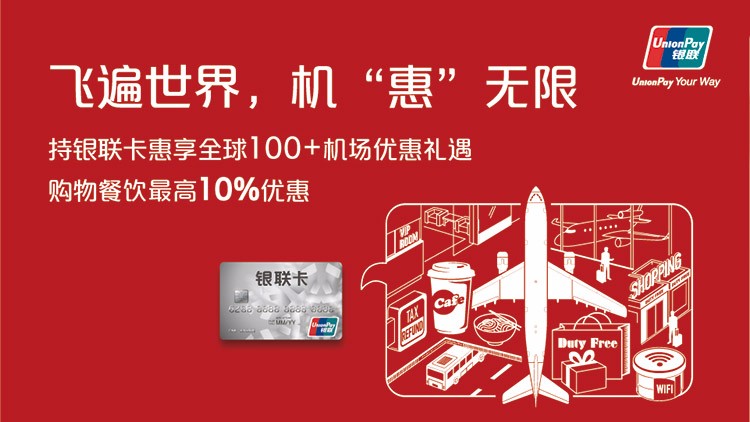 UnionPay
银联
UnionPay Your Way
飞遍世界，机“惠”无限
持银联卡惠享全球100+机场优惠礼遇
购物餐饮最高10%优惠
VIP
ROOM
SHOPPING
Cafe
TAX
REFUND
Duty Free
WIFI
银联卡
UnionPay
银联